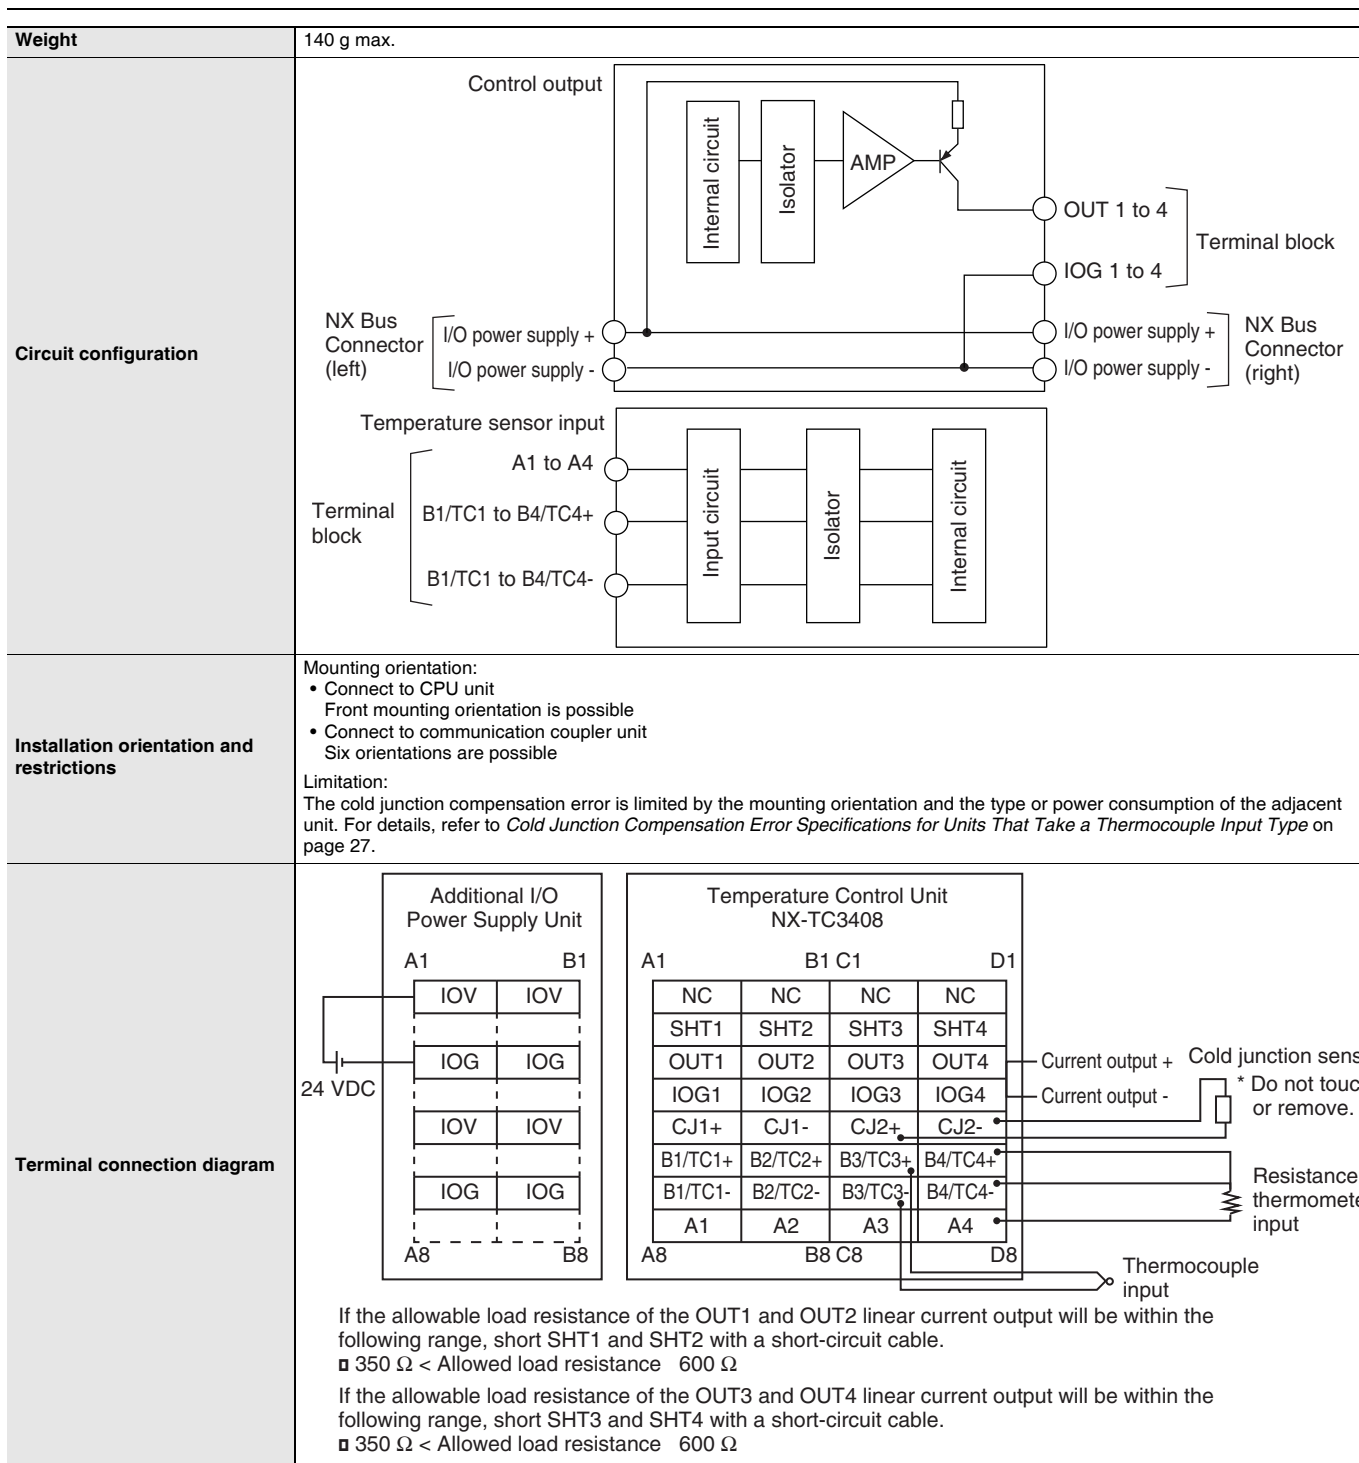 Weight
140 g max.
Circuit configuration
Control output
Internal circuit
Isolator
AMP
OUT 1 to 4
IOG 1 to 4
Terminal block
NX Bus
Connector
(left)
I/O power supply +
I/O power supply -
I/O power supply +
I/O power supply -
NX Bus
Connector
(right)
Temperature sensor input
Terminal
block
A1 to A4
B1/TC1 to B4/TC4+
B1/TC1 to B4/TC4-
Input circuit
Isolator
Internal circuit
Installation orientation and
restrictions
Mounting orientation:
• Connect to CPU unit
Front mounting orientation is possible
• Connect to communication coupler unit
Six orientations are possible
Limitation:
The cold junction compensation error is limited by the mounting orientation and the type or power consumption of the adjacent
unit. For details, refer to Cold Junction Compensation Error Specifications for Units That Take a Thermocouple Input Type on
page 27.
Terminal connection diagram
Additional I/O
Power Supply Unit
A1 B1
IOV IOV
IOG IOG
24 VDC
IOV IOV
IOG IOG
A8 B8
Temperature Control Unit
NX-TC3408
A1 B1 C1 D1
NC NC NC NC
SHT1 SHT2 SHT3 SHT4
OUT1 OUT2 OUT3 OUT4
IOG1 IOG2 IOG3 IOG4
CJ1+ CJ1- CJ2+ CJ2-
B1/TC1+ B2/TC2+ B3/TC3+ B4/TC4+
B1/TC1- B2/TC2- B3/TC3- B4/TC4-
A1 A2 A3 A4
A8 B8 C8 D8
Current output +
Current output -
Cold junction sens
* Do not touc
or remove.
Resistance
thermomete
input
Thermocouple
input
If the allowable load resistance of the OUT1 and OUT2 linear current output will be within the
following range, short SHT1 and SHT2 with a short-circuit cable.
350 Ω < Allowed load resistance 600 Ω
If the allowable load resistance of the OUT3 and OUT4 linear current output will be within the
following range, short SHT3 and SHT4 with a short-circuit cable.
350 Ω < Allowed load resistance 600 Ω